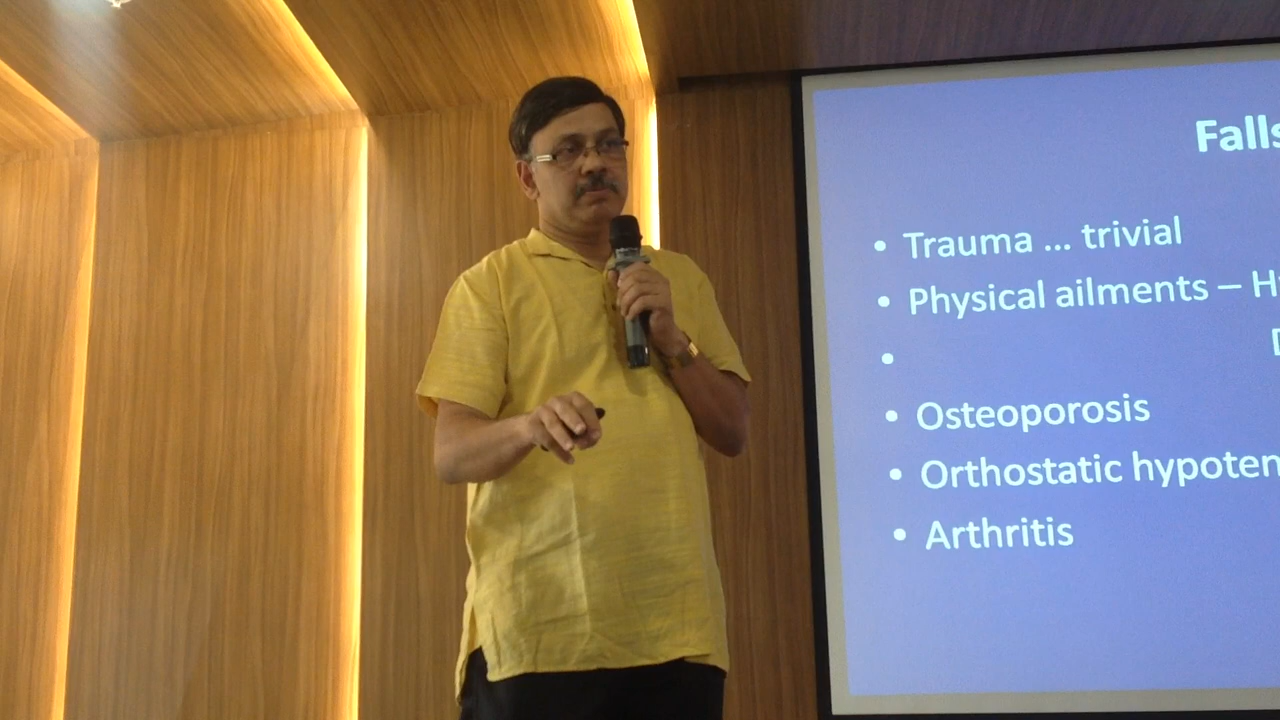 Falls
• Trauma ... trivial
• Physical ailments – H
•
• Osteoporosis
• Orthostatic hypoten
• Arthritis